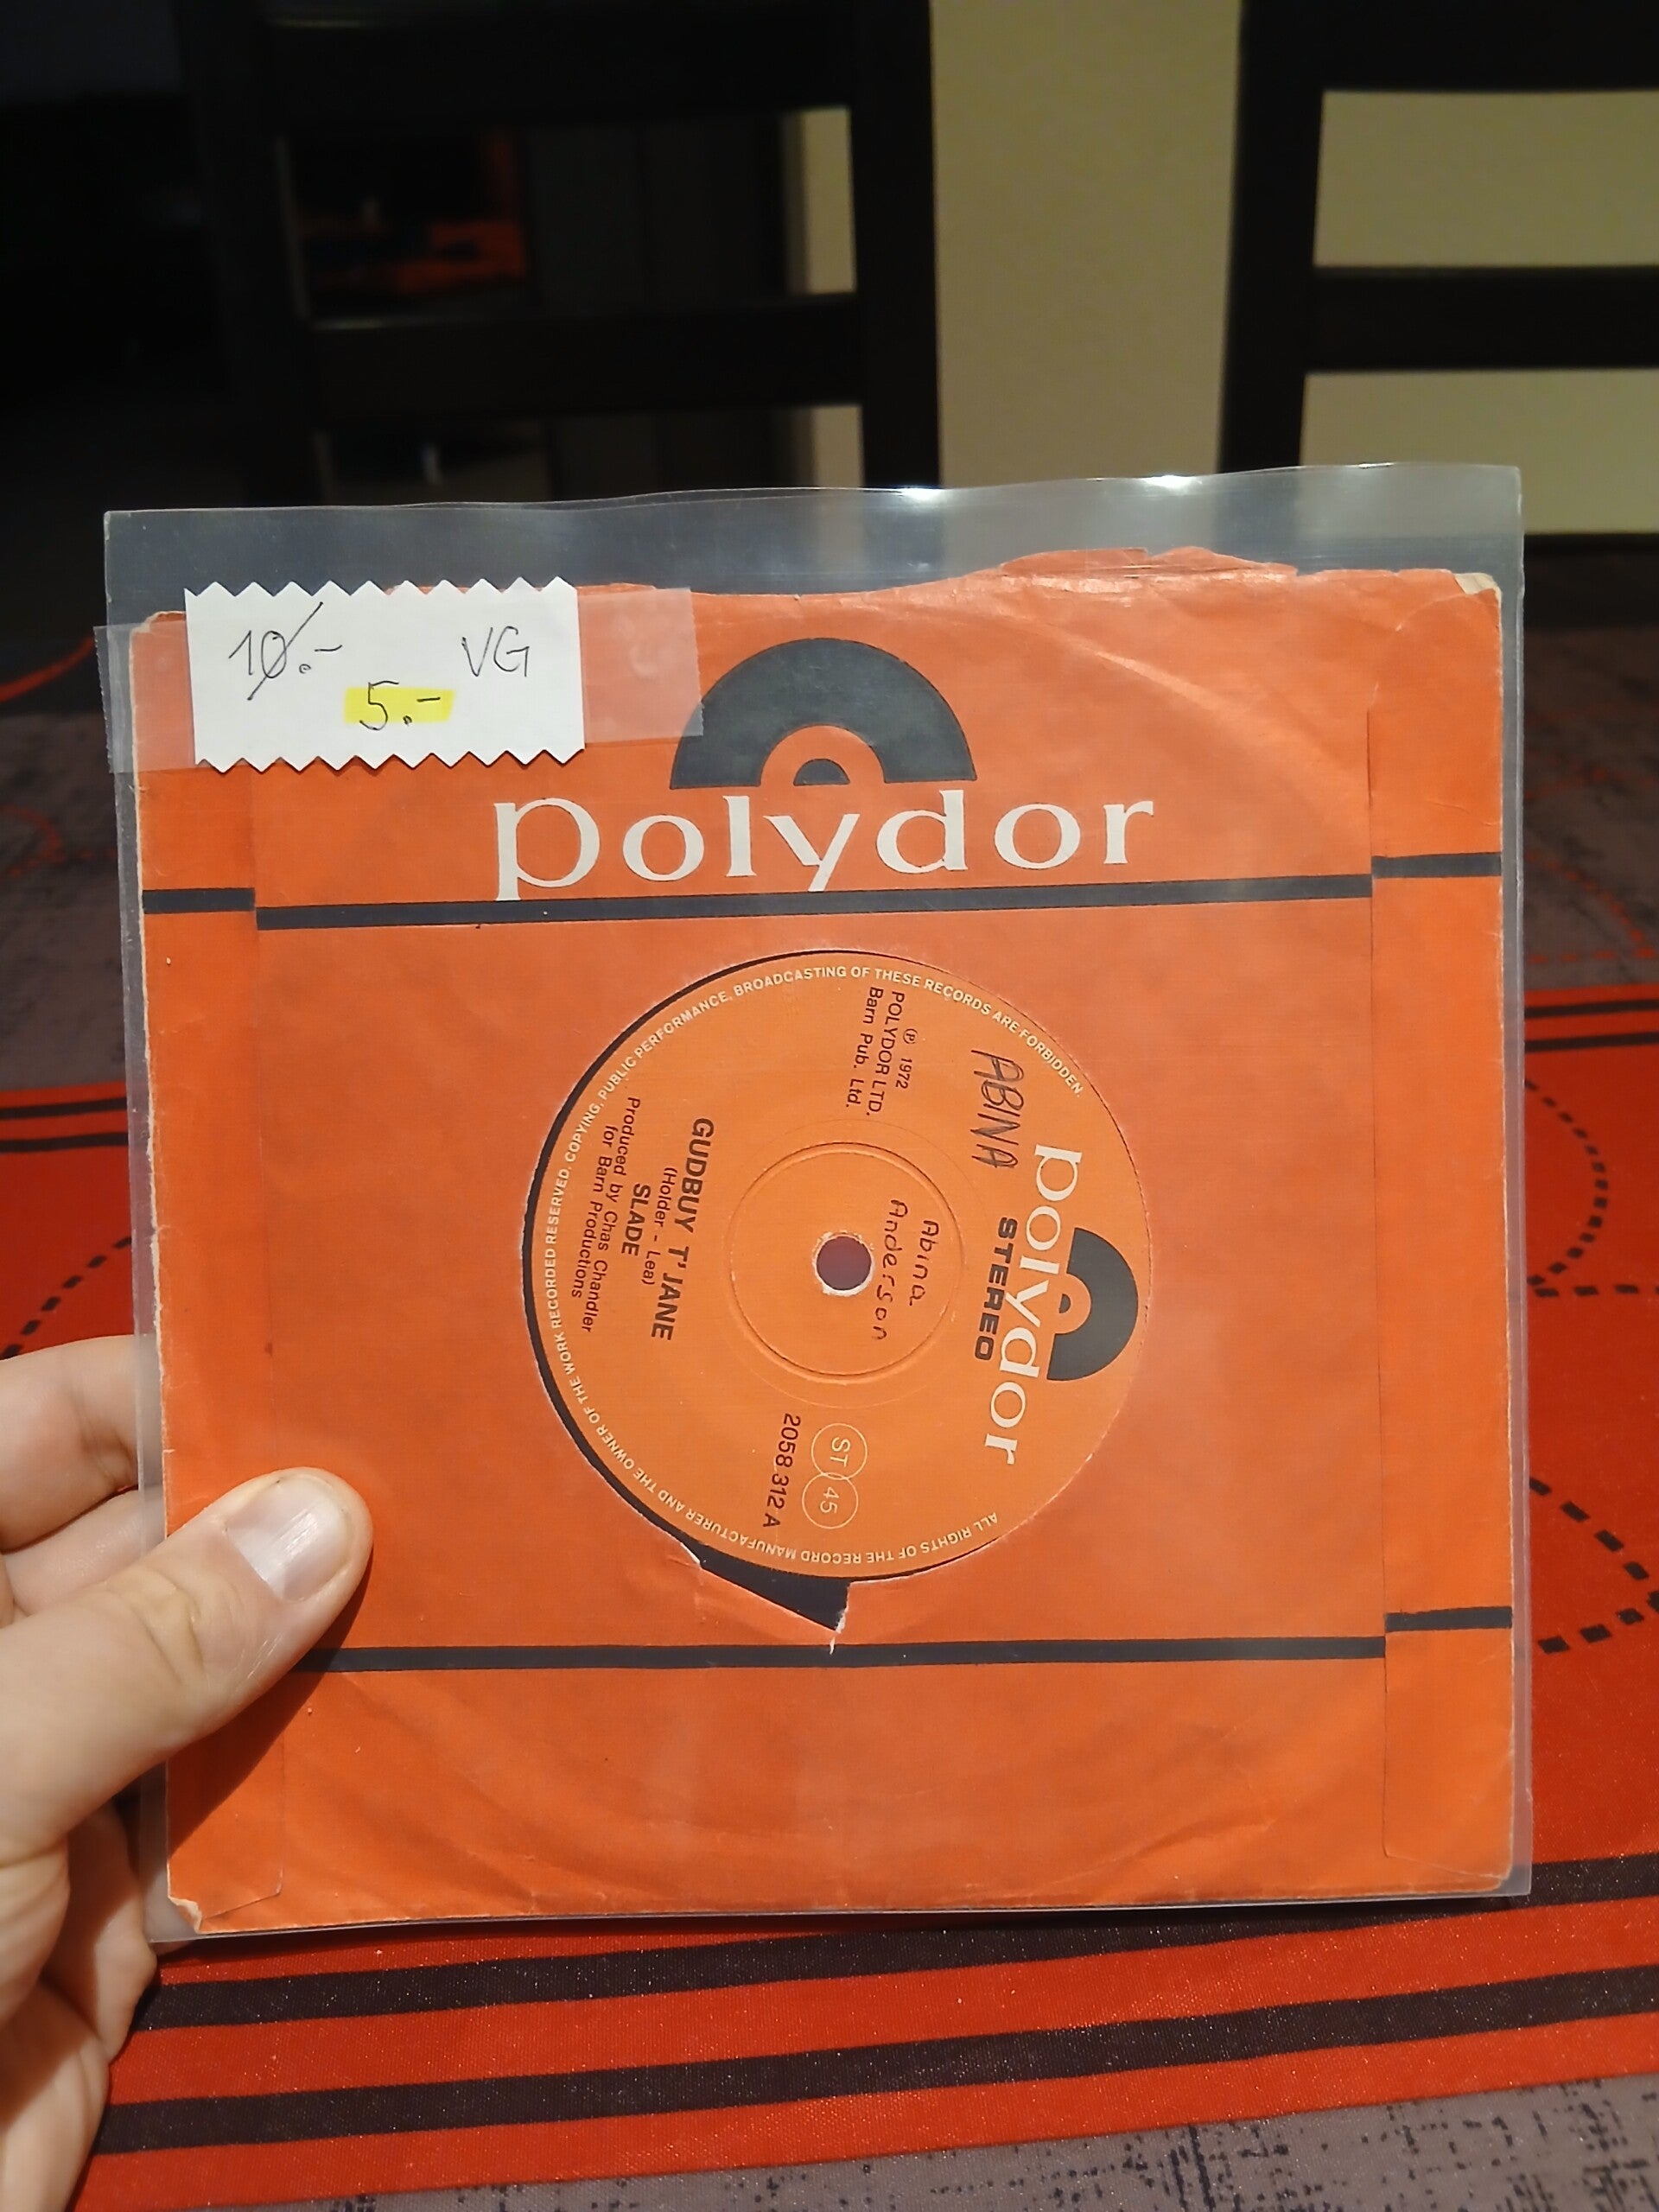 10.- VG
5.-
polydor
polydor
STEREO
ABINA
Abina
Anderson
℗ 1972
POLYDOR LTD.
Barn Pub. Ltd.
ST 45
2058 312 A
GUDBUY T' JANE
(Holder - Lea)
SLADE
Produced by Chas Chandler
for Barn Productions
ALL RIGHTS OF THE RECORD MANUFACTURER AND THE OWNER OF THE WORK RECORDED RESERVED. COPYING, PUBLIC PERFORMANCE, BROADCASTING OF THESE RECORDS ARE FORBIDDEN.